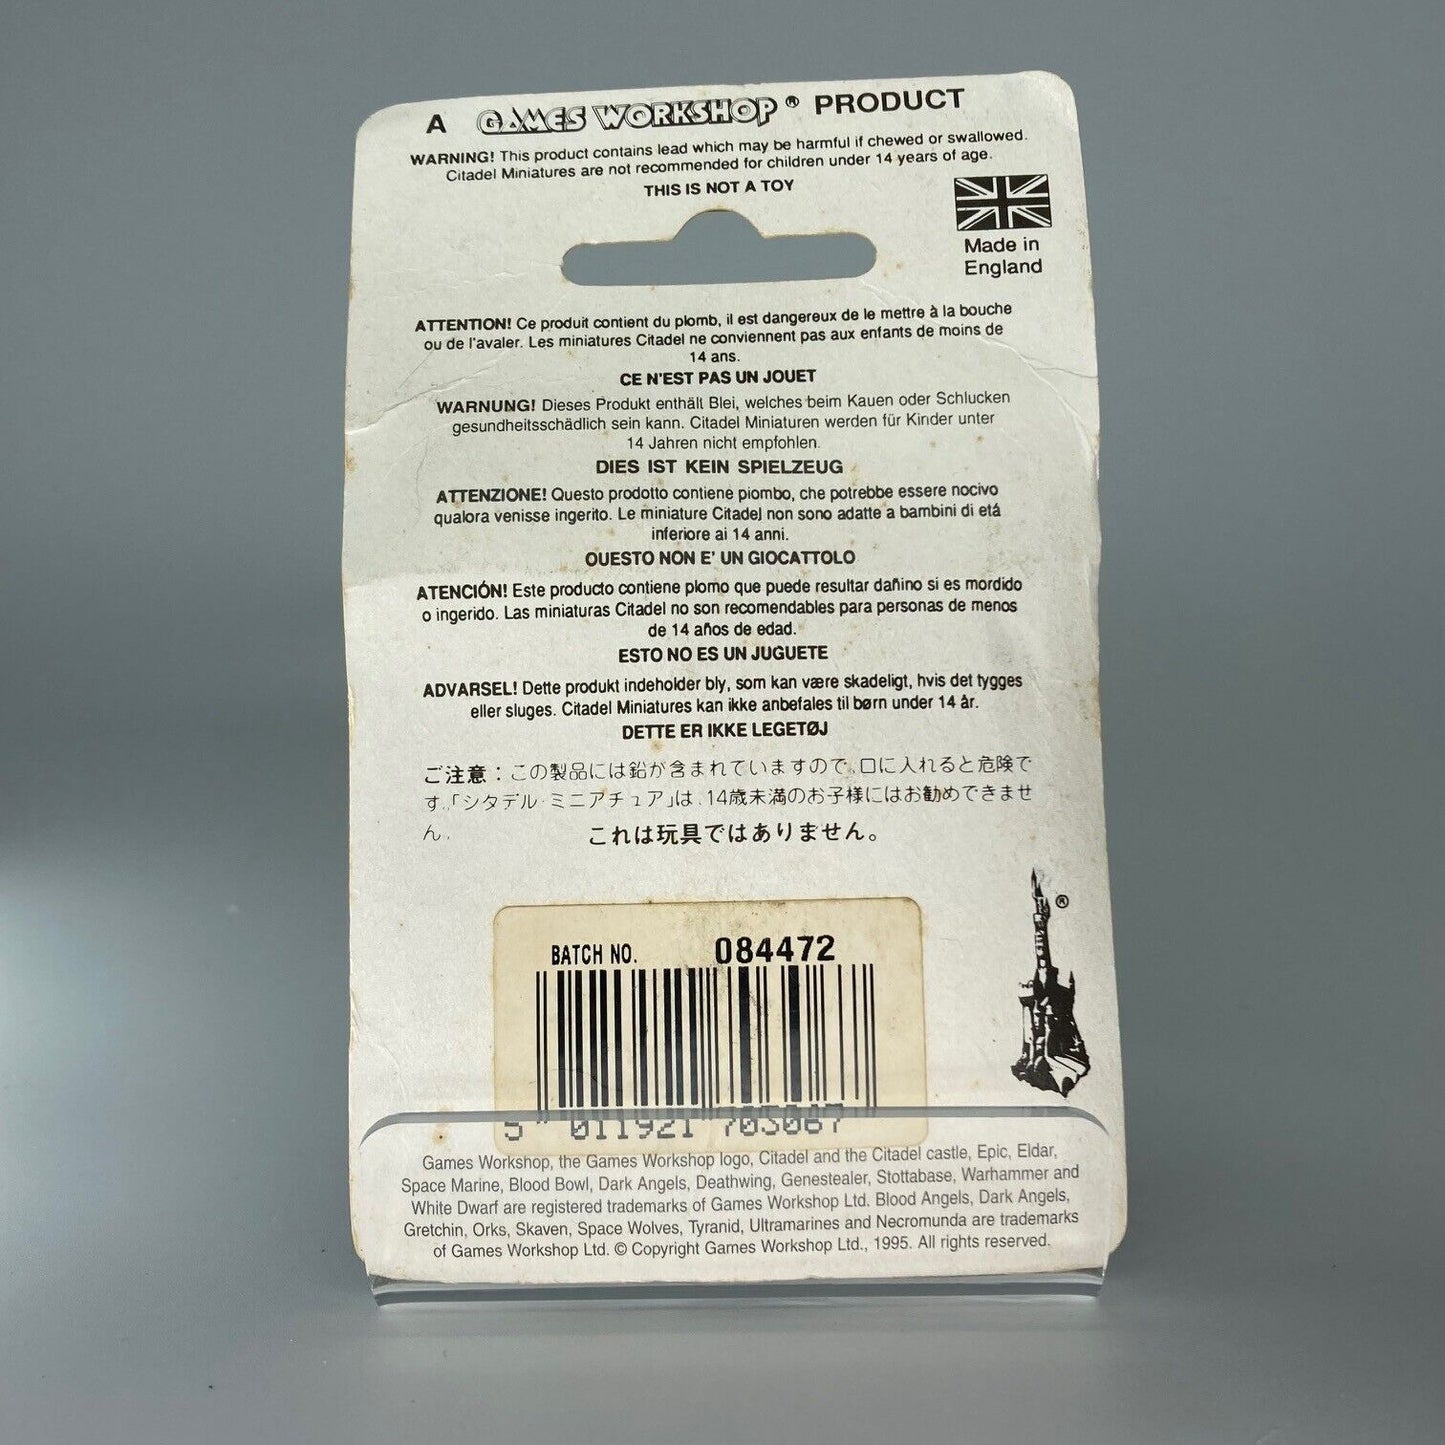 A GAMES WORKSHOP® PRODUCT
WARNING! This product contains lead which may be harmful if chewed or swallowed.
Citadel Miniatures are not recommended for children under 14 years of age.
THIS IS NOT A TOY
Made in
England
ATTENTION! Ce produit contient du plomb, il est dangereux de le mettre à la bouche
ou de l'avaler. Les miniatures Citadel ne conviennent pas aux enfants de moins de
14 ans.
CE N'EST PAS UN JOUET
WARNUNG! Dieses Produkt enthält Blei, welches beim Kauen oder Schlucken
gesundheitsschädlich sein kann. Citadel Miniaturen werden für Kinder unter
14 Jahren nicht empfohlen.
DIES IST KEIN SPIELZEUG
ATTENZIONE! Questo prodotto contiene piombo, che potrebbe essere nocivo
qualora venisse ingerito. Le miniature Citadel non sono adatte a bambini di etá
inferiore ai 14 anni.
QUESTO NON E' UN GIOCATTOLO
ATENCIÓN! Este producto contiene plomo que puede resultar dañino si es mordido
o ingerido. Las miniaturas Citadel no son recomendables para personas de menos
de 14 años de edad.
ESTO NO ES UN JUGUETE
ADVARSEL! Dette produkt indeholder bly, som kan være skadeligt, hvis det tygges
eller sluges. Citadel Miniatures kan ikke anbefales til børn under 14 år.
DETTE ER IKKE LEGETØJ
ご注意：この製品には鉛が含まれていますので、口に入れると危険で
す。「シタデル・ミニアチュア」は、14歳未満のお子様にはお勧めできませ
ん。 これは玩具ではありません。
®
BATCH NO. 084472
5 011921 705067
Games Workshop, the Games Workshop logo, Citadel and the Citadel castle, Epic, Eldar,
Space Marine, Blood Bowl, Dark Angels, Deathwing, Genestealer, Stottabase, Warhammer and
White Dwarf are registered trademarks of Games Workshop Ltd. Blood Angels, Dark Angels,
Gretchin, Orks, Skaven, Space Wolves, Tyranid, Ultramarines and Necromunda are trademarks
of Games Workshop Ltd. © Copyright Games Workshop Ltd., 1995. All rights reserved.